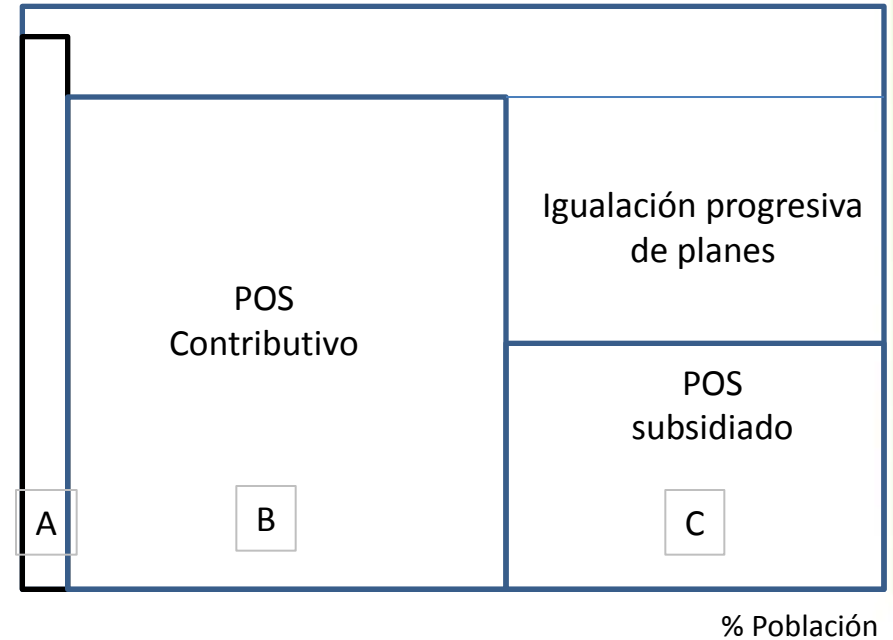 Igualación progresiva
de planes
POS
Contributivo
POS
subsidiado
A
B
C
% Población